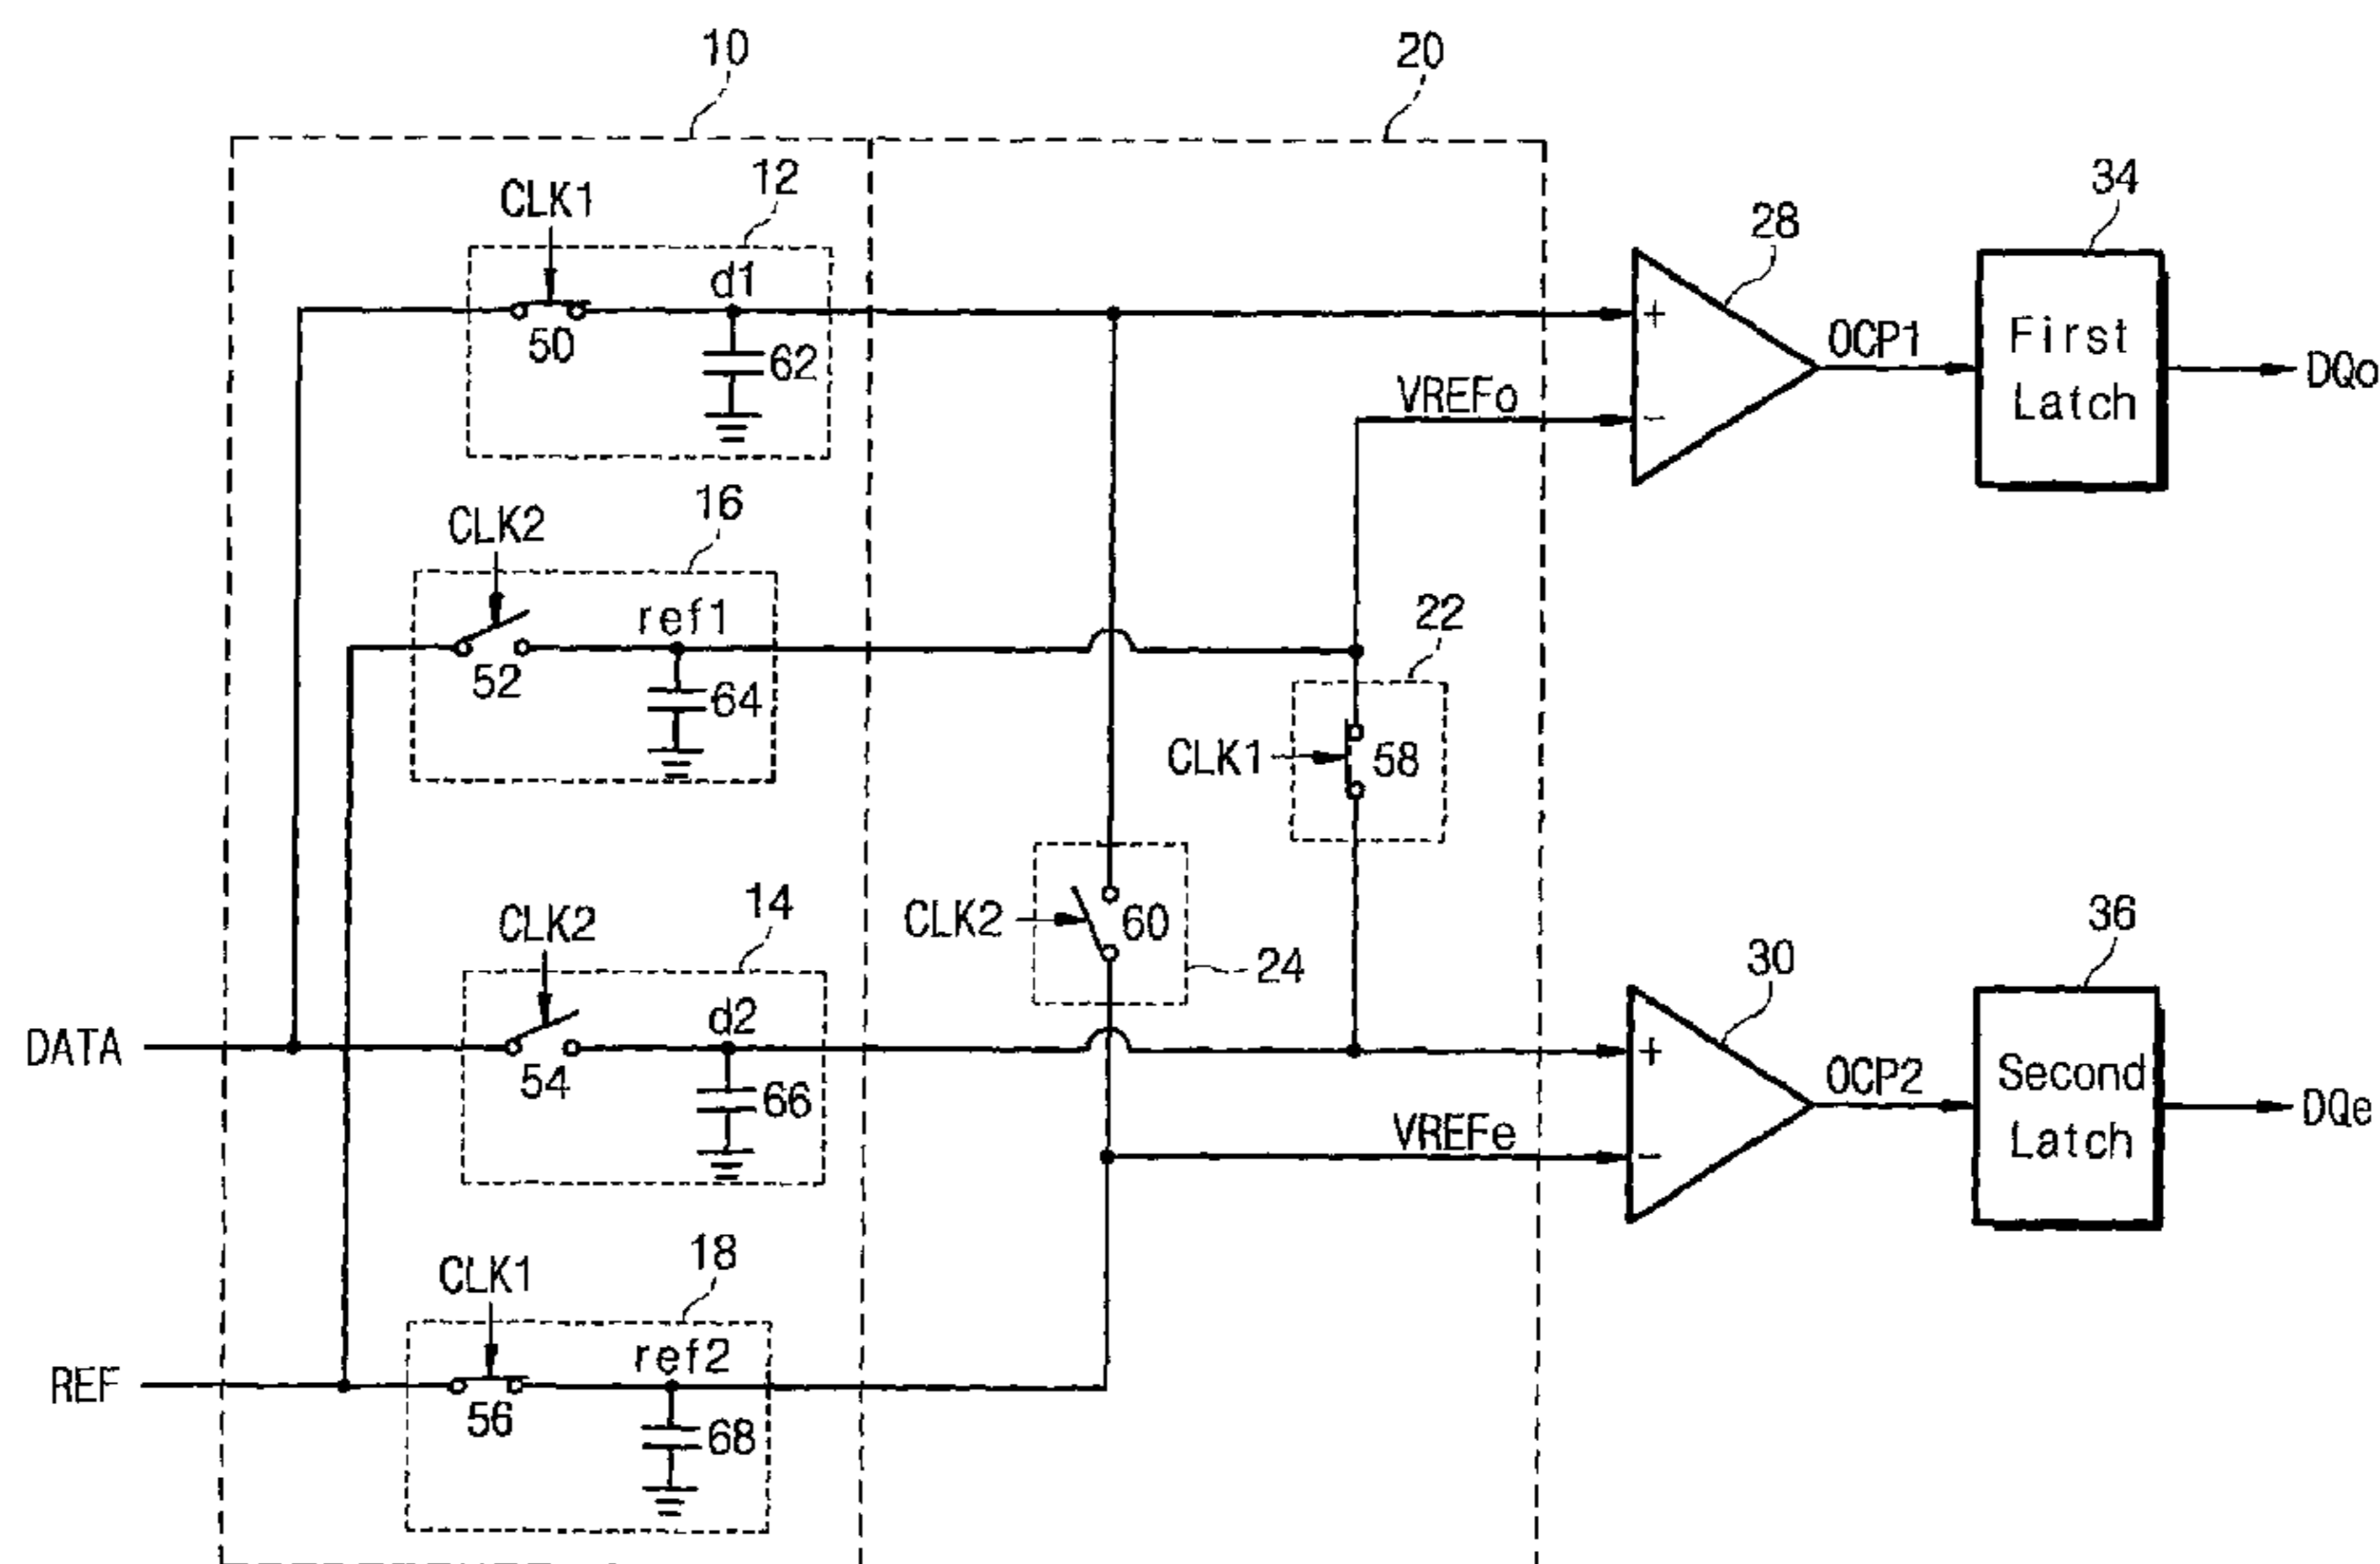 10
20
12
CLK1
34
28
d1
50
62
+
OCP1
First
Latch
DQo
VREFo
-
16
CLK2
ref1
52
64
22
CLK1
58
14
CLK2
CLK2
60
24
36
30
d2
DATA
54
66
+
OCP2
Second
Latch
DQe
VREFe
-
18
CLK1
ref2
REF
56
68